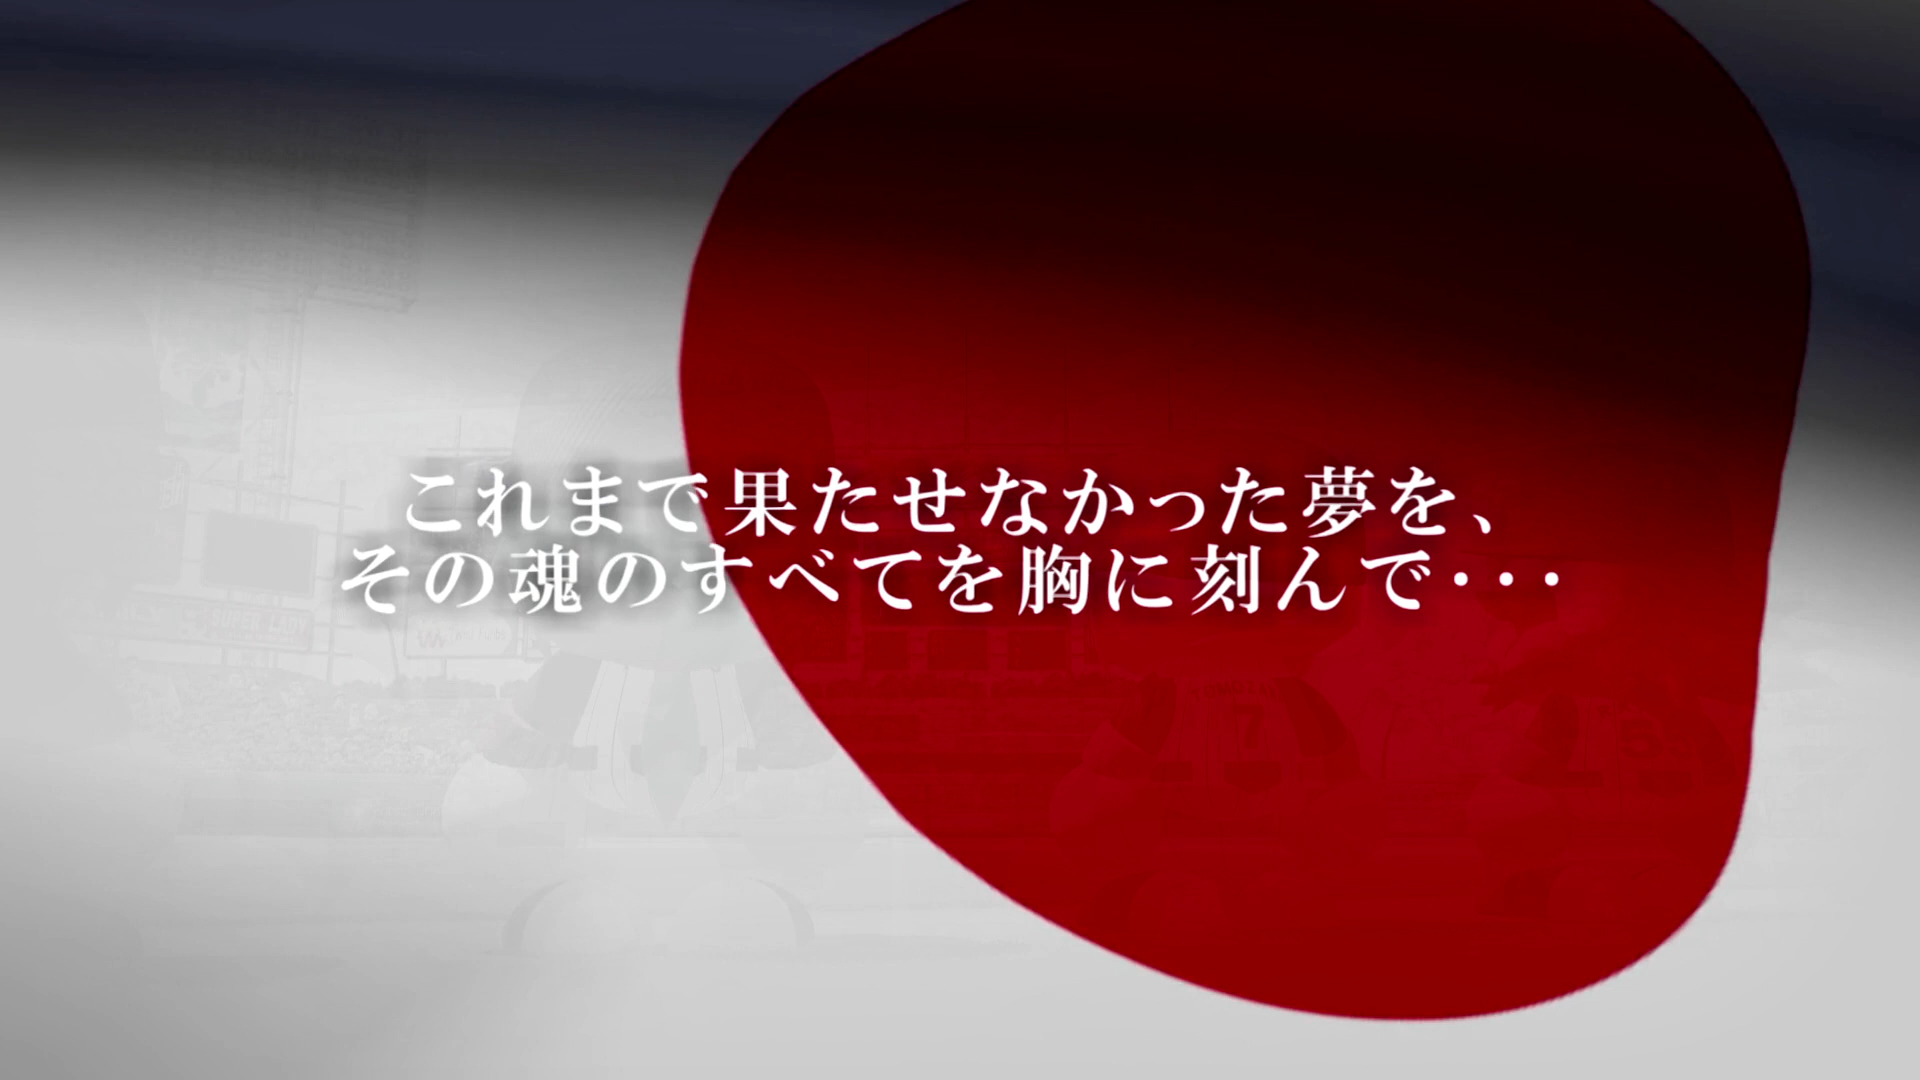 これまで果たせなかった夢を、
その魂のすべてを胸に刻んで･･･
7